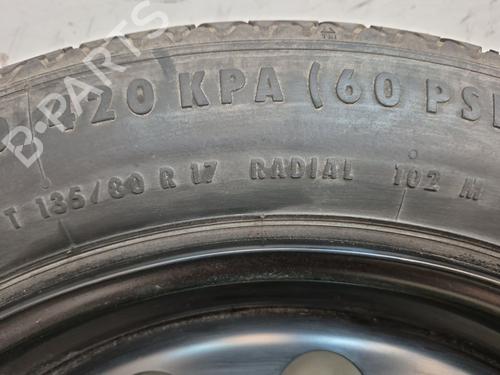 B-PARTS
420 KPA (60 PSI
T 135/80 R 17 RADIAL 102 M